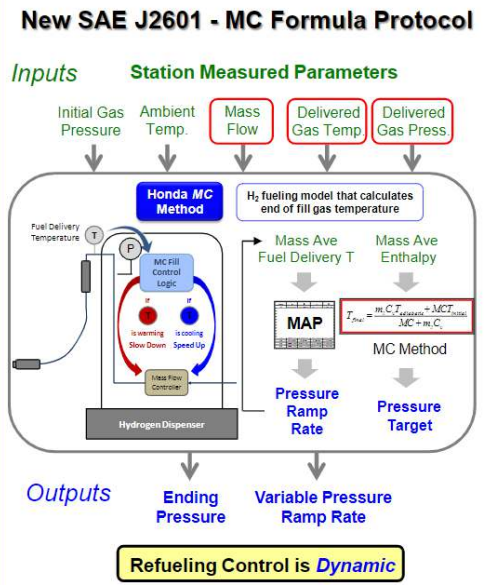 New SAE J2601 - MC Formula Protocol
Inputs
Station Measured Parameters
Initial Gas
Pressure
Ambient
Temp.
Mass
Flow
Delivered
Gas Temp.
Delivered
Gas Press.
Honda MC
Method
H₂ fueling model that calculates
end of fill gas temperature
Fuel Delivery
Temperature
T
P
MC Fill
Control
Logic
If
T
is warming
Slow Down
If
T
is cooling
Speed Up
Mass Flow
Controller
Hydrogen Dispenser
Mass Ave
Fuel Delivery T
MAP
Pressure
Ramp
Rate
Mass Ave
Enthalpy
MC Method
Pressure
Target
Outputs
Ending
Pressure
Variable Pressure
Ramp Rate
Refueling Control is Dynamic